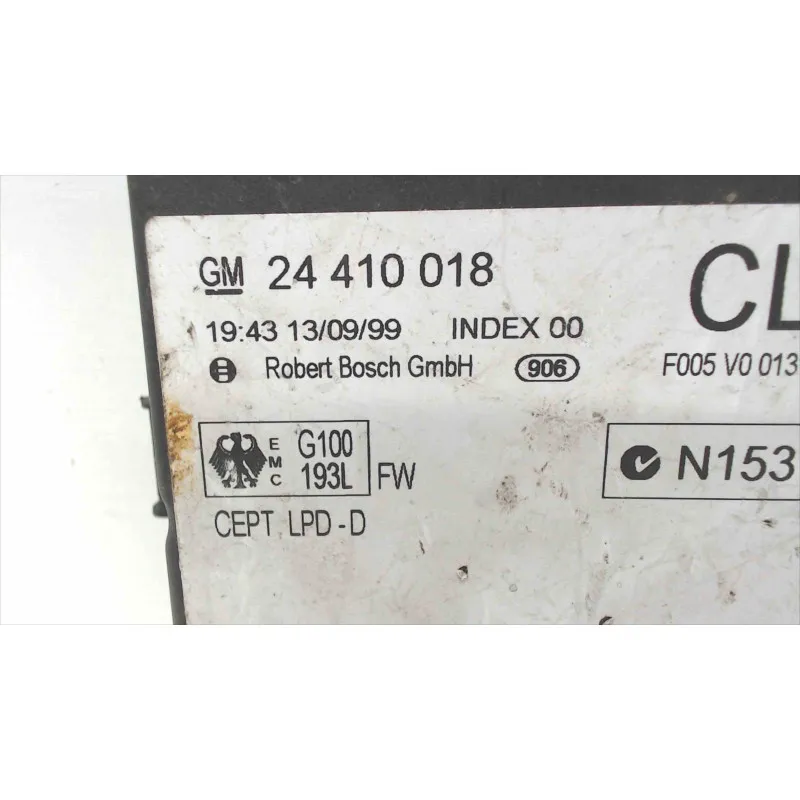 GM 24 410 018 CL
19:43 13/09/99 INDEX 00
Robert Bosch GmbH 906 F005 V0 013
EMC G100
193L FW
N153
CEPT LPD-D